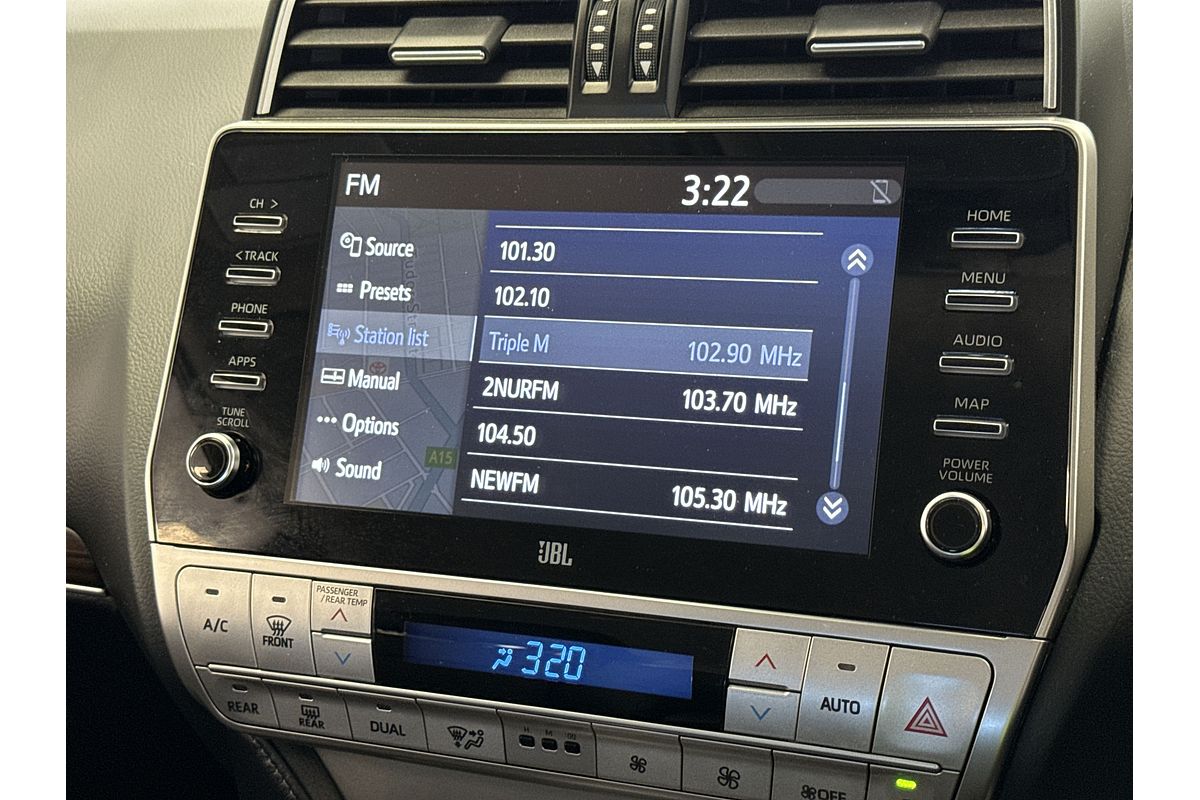 FM
3:22
CH >
< TRACK
PHONE
APPS
TUNE
SCROLL
Source
Presets
Station list
Manual
Options
Sound
A15
101.30
102.10
Triple M 102.90 MHz
2NURFM 103.70 MHz
104.50
NEWFM 105.30 MHz
HOME
MENU
AUDIO
MAP
POWER
VOLUME
JBL
A/C
FRONT
PASSENGER
/REAR TEMP
320
AUTO
REAR
REAR
DUAL
H M :00
OFF